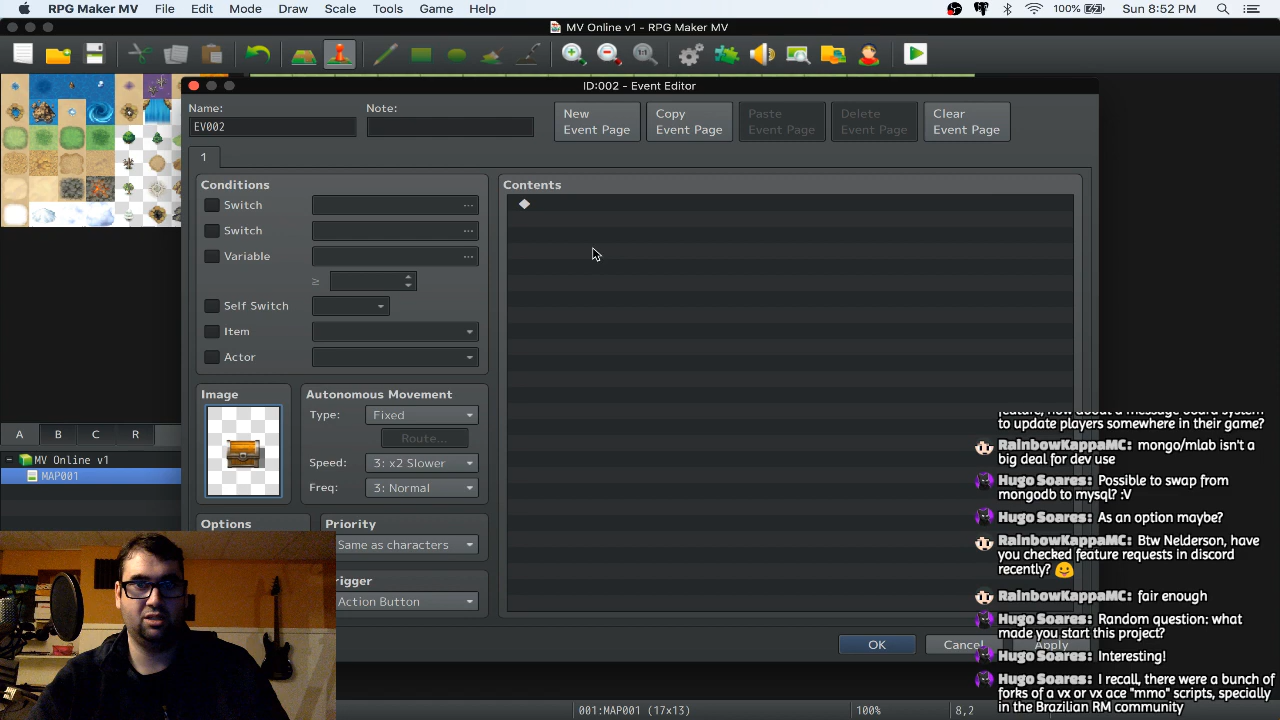 RPG Maker MV File Edit Mode Draw Scale Tools Game Help 100% Sun 8:52 PM
MV Online v1 - RPG Maker MV
ID:002 - Event Editor
Name: Note:
EV002
New Event Page
Copy Event Page
Paste Event Page
Delete Event Page
Clear Event Page
1
Conditions
Switch ...
Switch ...
Variable ...
≥
Self Switch
Item
Actor
Image
Autonomous Movement
Type: Fixed
Route...
Speed: 3: x2 Slower
Freq: 3: Normal
Options
Priority
Same as characters
rigger
Action Button
Contents
OK Cancel Apply
A B C R
MV Online v1
MAP001
to update players somewhere in their game?
RainbowKappaMC: mongo/mlab isn't a
big deal for dev use
Hugo Soares: Possible to swap from
mongodb to mysql? :V
Hugo Soares: As an option maybe?
RainbowKappaMC: Btw Nelderson, have
you checked feature requests in discord
recently?
RainbowKappaMC: fair enough
Hugo Soares: Random question: what
made you start this project?
Hugo Soares: Interesting!
Hugo Soares: I recall, there were a bunch of
forks of a vx or vx ace "mmo" scripts, specially
in the Brazilian RM community
001:MAP001 (17x13) 100% 8,2